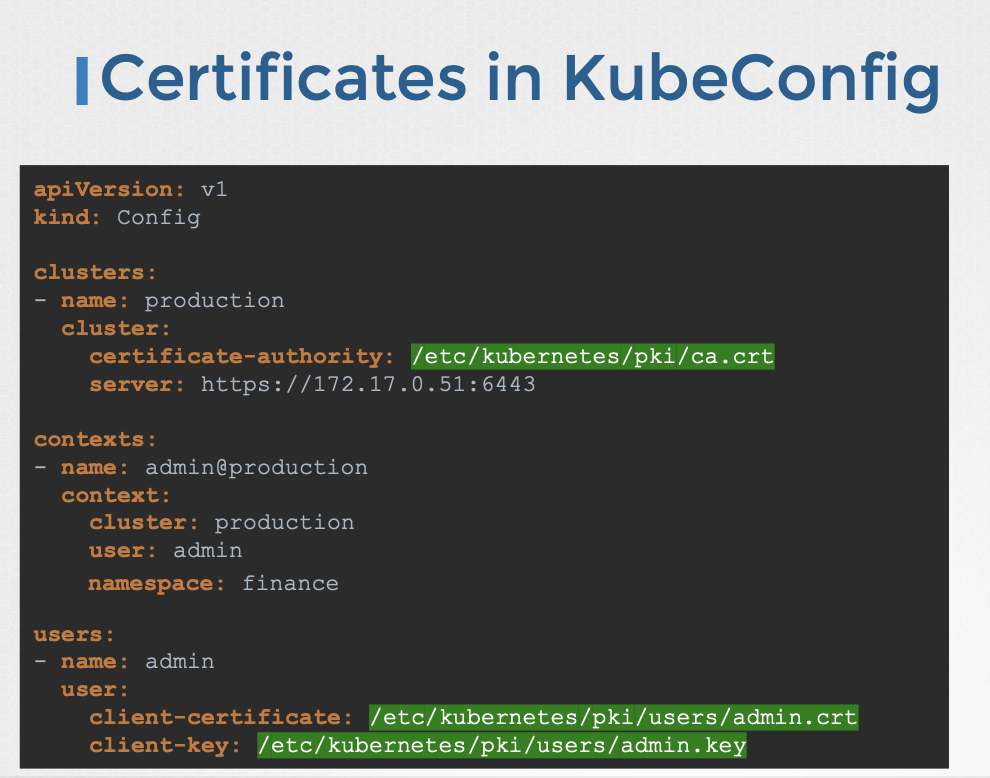 Certificates in KubeConfig
apiVersion: v1
kind: Config
clusters:
- name: production
  cluster:
    certificate-authority: /etc/kubernetes/pki/ca.crt
    server: https://172.17.0.51:6443
contexts:
- name: admin@production
  context:
    cluster: production
    user: admin
    namespace: finance
users:
- name: admin
  user:
    client-certificate: /etc/kubernetes/pki/users/admin.crt
    client-key: /etc/kubernetes/pki/users/admin.key